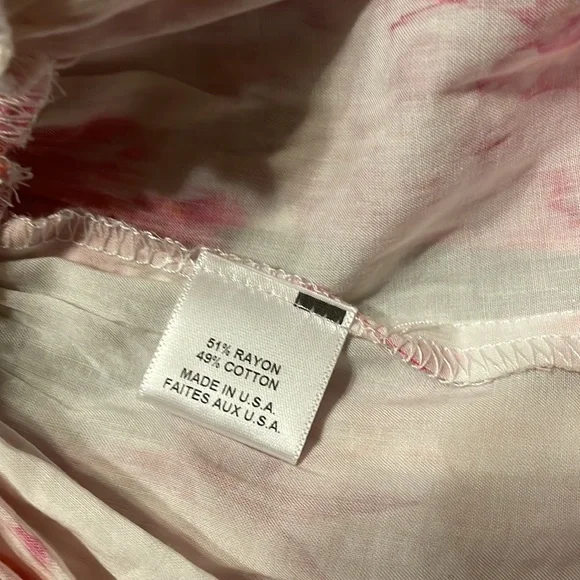 51% RAYON
49% COTTON
MADE IN U.S.A.
FAITES AUX U.S.A.